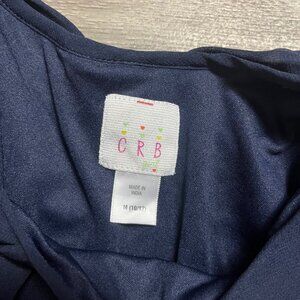 CRB
MADE IN
INDIA
M (10/12)